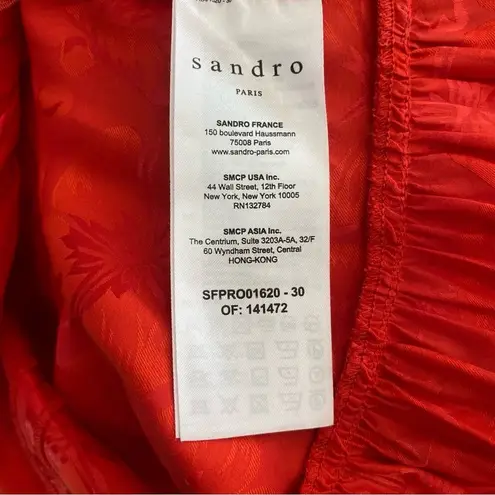 sandro
PARIS
SANDRO FRANCE
150 boulevard Haussmann
75008 Paris
www.sandro-paris.com
SMCP USA Inc.
44 Wall Street, 12th Floor
New York, New York 10005
RN132784
SMCP ASIA Inc.
The Centrium, Suite 3203A-5A, 32/F
60 Wyndham Street, Central
HONG-KONG
SFPRO01620 - 30
OF: 141472